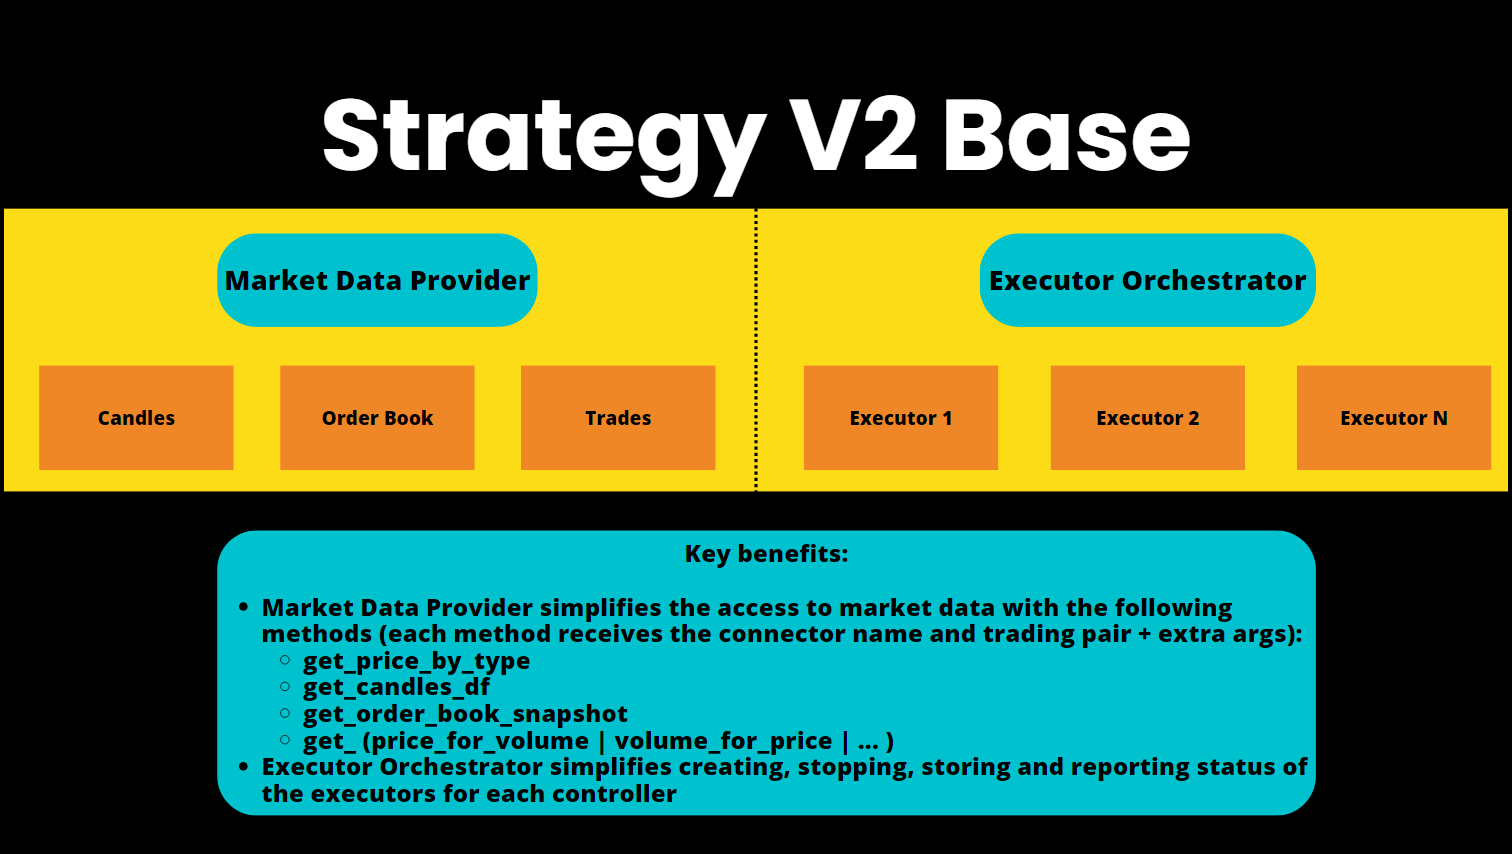 Strategy V2 Base
Market Data Provider
Executor Orchestrator
Candles
Order Book
Trades
Executor 1
Executor 2
Executor N
Key benefits:
• Market Data Provider simplifies the access to market data with the following
methods (each method receives the connector name and trading pair + extra args):
○ get_price_by_type
○ get_candles_df
○ get_order_book_snapshot
○ get_ (price_for_volume | volume_for_price | ... )
• Executor Orchestrator simplifies creating, stopping, storing and reporting status of
the executors for each controller